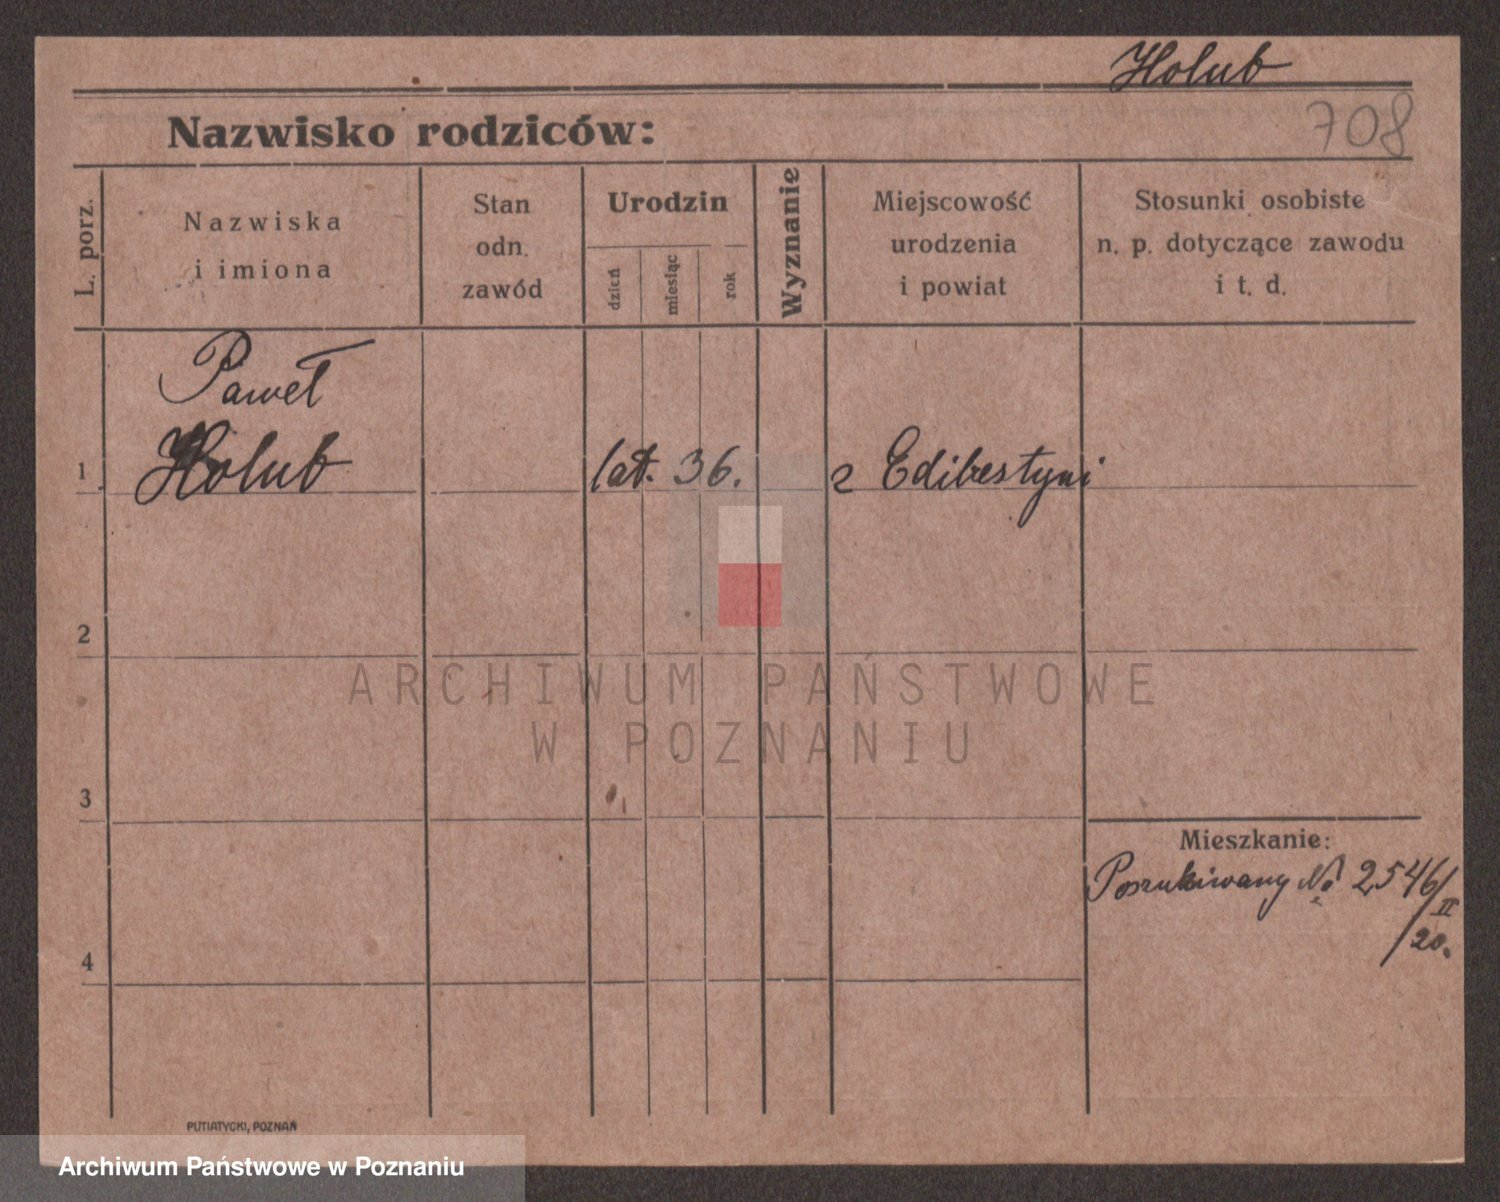 Holub
708
Nazwisko rodziców:
L. porz.
Nazwiska
i imiona
Stan
odn.
zawód
Urodzin
dzień
miesiąc
rok
Wyznanie
Miejscowość
urodzenia
i powiat
Stosunki osobiste
n. p. dotyczące zawodu
i t. d.
Paweł
1 Holub lat. 36. z Edibestyni
2
ARCHIWUM PAŃSTWOWE
W POZNANIU
3
Mieszkanie:
Poszukiwany № 2546/
II
/20.
4
PUTIATYCKI, POZNAŃ
Archiwum Państwowe w Poznaniu